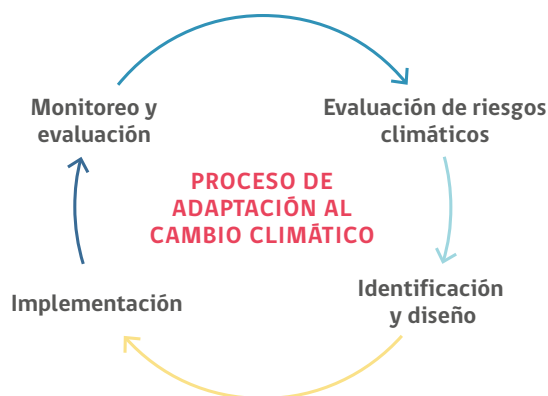 Monitoreo y
evaluación
Evaluación de riesgos
climáticos
PROCESO DE
ADAPTACIÓN AL
CAMBIO CLIMÁTICO
Identificación
y diseño
Implementación